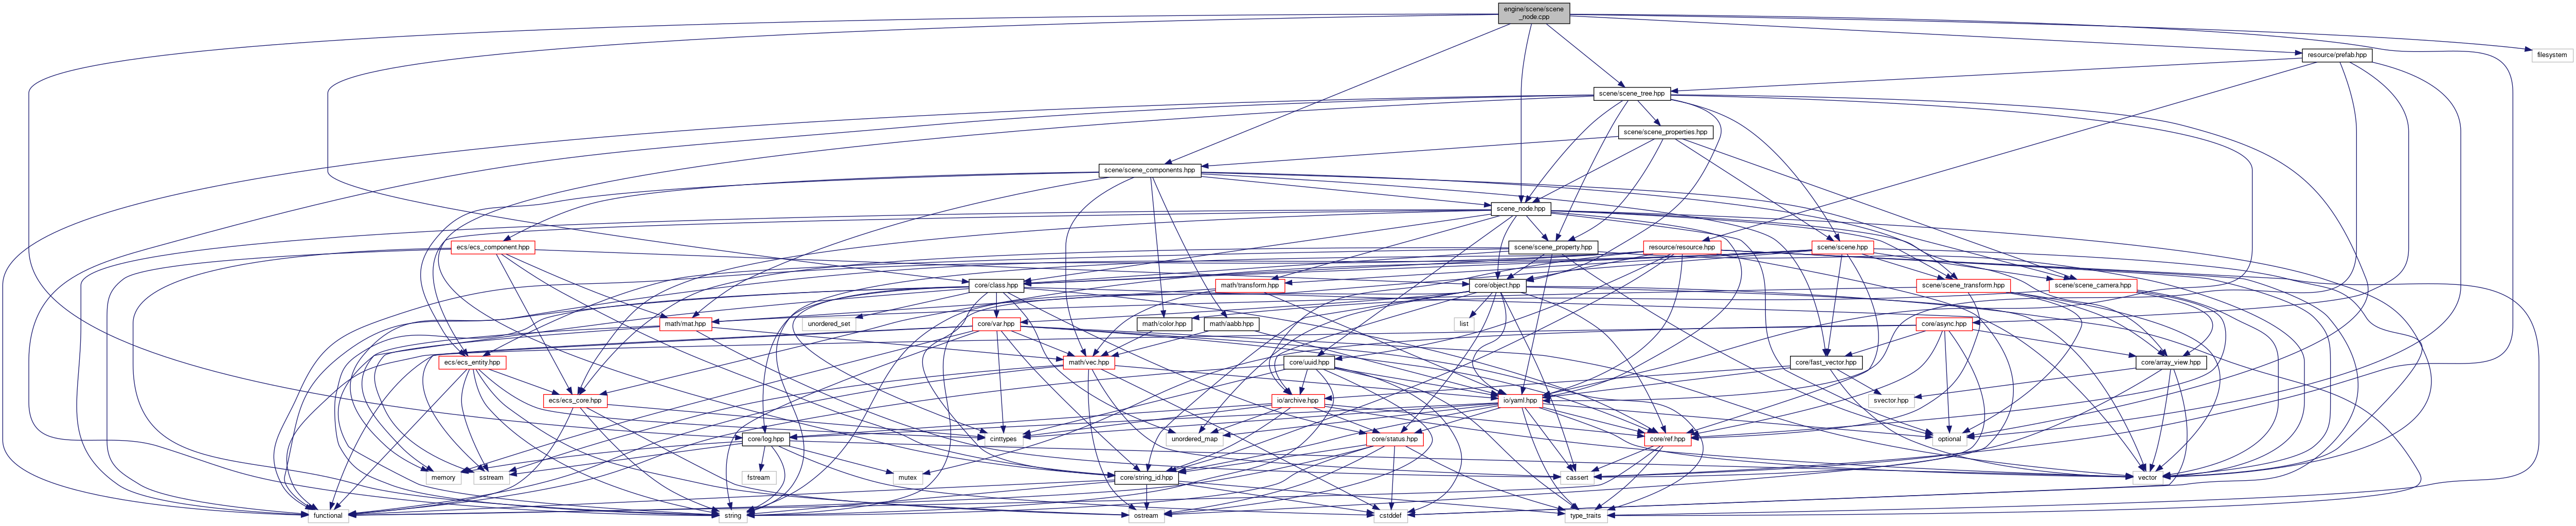 engine/scene/scene
_node.cpp
resource/prefab.hpp
filesystem
scene/scene_tree.hpp
scene/scene_properties.hpp
scene/scene_components.hpp
scene_node.hpp
ecs/ecs_component.hpp
scene/scene_property.hpp
resource/resource.hpp
scene/scene.hpp
core/class.hpp
math/transform.hpp
core/object.hpp
scene/scene_transform.hpp
scene/scene_camera.hpp
unordered_set
math/mat.hpp
core/var.hpp
math/color.hpp
math/aabb.hpp
list
core/async.hpp
ecs/ecs_entity.hpp
math/vec.hpp
core/uuid.hpp
core/fast_vector.hpp
core/array_view.hpp
ecs/ecs_core.hpp
io/archive.hpp
io/yaml.hpp
svector.hpp
core/log.hpp
cinttypes
unordered_map
core/status.hpp
core/ref.hpp
optional
memory
sstream
fstream
mutex
core/string_id.hpp
cassert
vector
functional
string
ostream
cstddef
type_traits